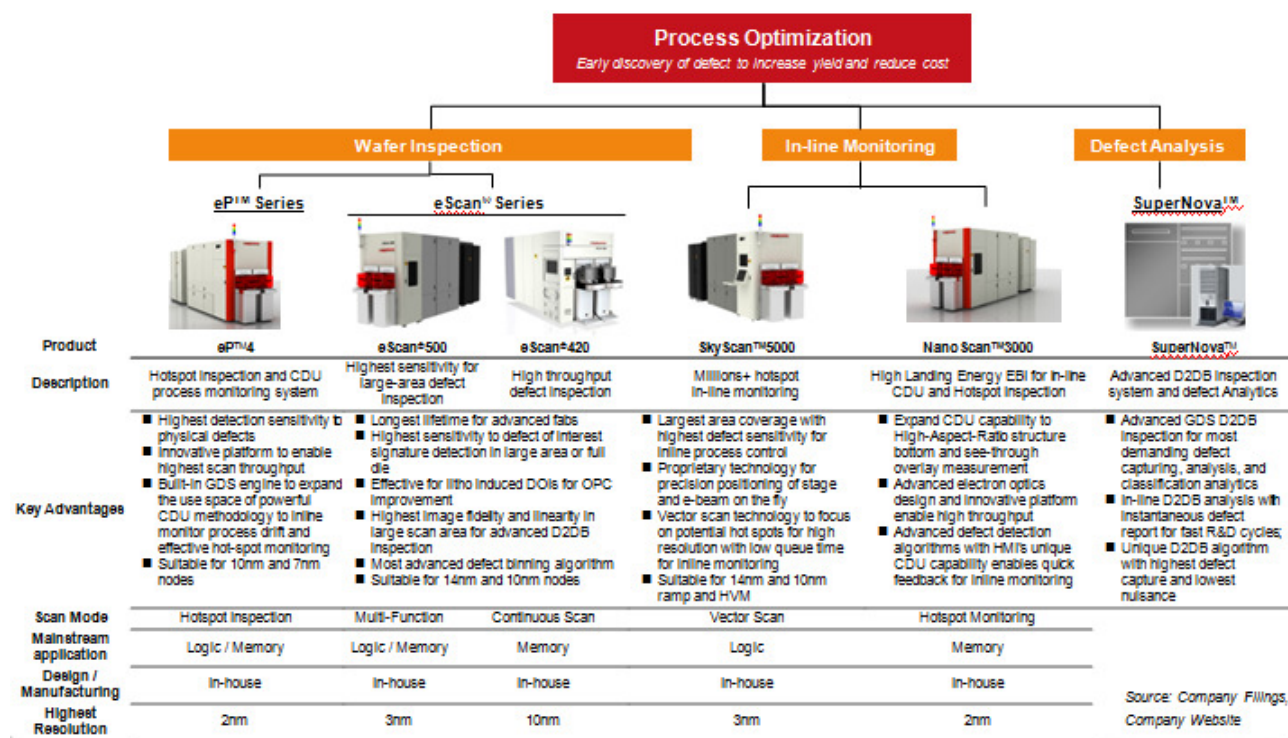 Process Optimization
Early discovery of defect to increase yield and reduce cost
Wafer Inspection
In-line Monitoring
Defect Analysis
eP™ Series
eScan® Series
SuperNova™
Product
eP™4
eScan®500
eScan®420
SkyScan™5000
NanoScan™3000
SuperNova™
Description
Hotspot Inspection and CDU
process monitoring system
Highest sensitivity for
large-area defect
inspection
High throughput
defect inspection
Millions+ hotspot
in-line monitoring
High Landing Energy EBI for in-line
CDU and Hotspot Inspection
Advanced D2DB Inspection
system and defect Analytics
Key Advantages
■ Highest detection sensitivity to
physical defects
■ Innovative platform to enable
highest scan throughput
■ Built-in GDS engine to expand
the use space of powerful
CDU methodology to inline
monitor process drift and
effective hot-spot monitoring
■ Suitable for 10nm and 7nm
nodes
■ Longest lifetime for advanced fabs
■ Highest sensitivity to defect of interest
signature detection in large area or full
die
■ Effective for litho induced DOIs for OPC
improvement
■ Highest image fidelity and linearity in
large scan area for advanced D2DB
inspection
■ Most advanced defect binning algorithm
■ Suitable for 14nm and 10nm nodes
■ Largest area coverage with
highest defect sensitivity for
inline process control
■ Proprietary technology for
precision positioning of stage
and e-beam on the fly
■ Vector scan technology to focus
on potential hot spots for high
resolution with low queue time
for inline monitoring
■ Suitable for 14nm and 10nm
ramp and HVM
■ Expand CDU capability to
High-Aspect-Ratio structure
bottom and see-through
overlay measurement
■ Advanced electron optics
design and innovative platform
enable high throughput
■ Advanced defect detection
algorithms with HMI's unique
CDU capability enables quick
feedback for inline monitoring
■ Advanced GDS D2DB
inspection for most
demanding defect
capturing, analysis, and
classification analytics
■ In-line D2DB analysis with
instantaneous defect
report for fast R&D cycles;
■ Unique D2DB algorithm
with highest defect
capture and lowest
nuisance
Scan Mode
Hotspot Inspection
Multi-Function
Continuous Scan
Vector Scan
Hotspot Monitoring
Mainstream
application
Logic / Memory
Logic / Memory
Memory
Logic
Memory
Design /
Manufacturing
In-house
In-house
In-house
In-house
In-house
Highest
Resolution
2nm
3nm
10nm
3nm
2nm
Source: Company Filings,
Company Website